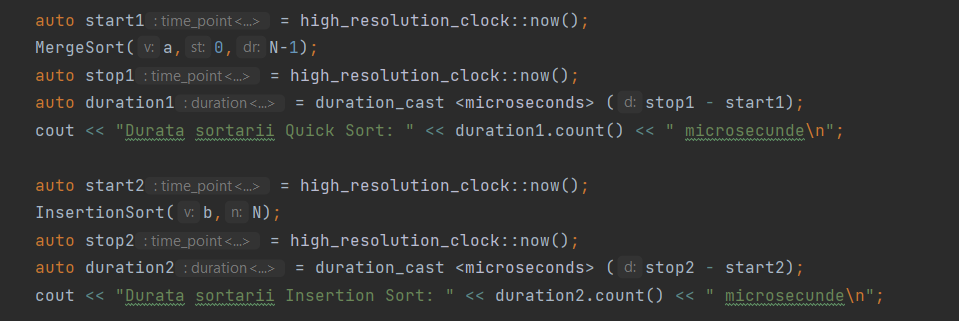 auto start1 : time_point<...> = high_resolution_clock::now();
MergeSort( v: a, st: 0, dr: N-1);
auto stop1 : time_point<...> = high_resolution_clock::now();
auto duration1 : duration<...> = duration_cast <microseconds> ( d: stop1 - start1);
cout << "Durata sortarii Quick Sort: " << duration1.count() << " microsecunde\n";
auto start2 : time_point<...> = high_resolution_clock::now();
InsertionSort( v: b, n: N);
auto stop2 : time_point<...> = high_resolution_clock::now();
auto duration2 : duration<...> = duration_cast <microseconds> ( d: stop2 - start2);
cout << "Durata sortarii Insertion Sort: " << duration2.count() << " microsecunde\n";